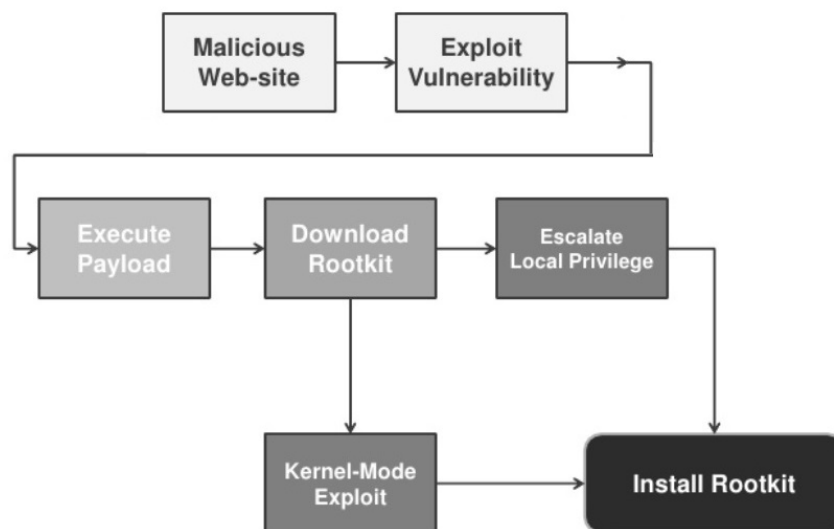 Malicious
Web-site
Exploit
Vulnerability
Execute
Payload
Download
Rootkit
Escalate
Local Privilege
Kernel-Mode
Exploit
Install Rootkit